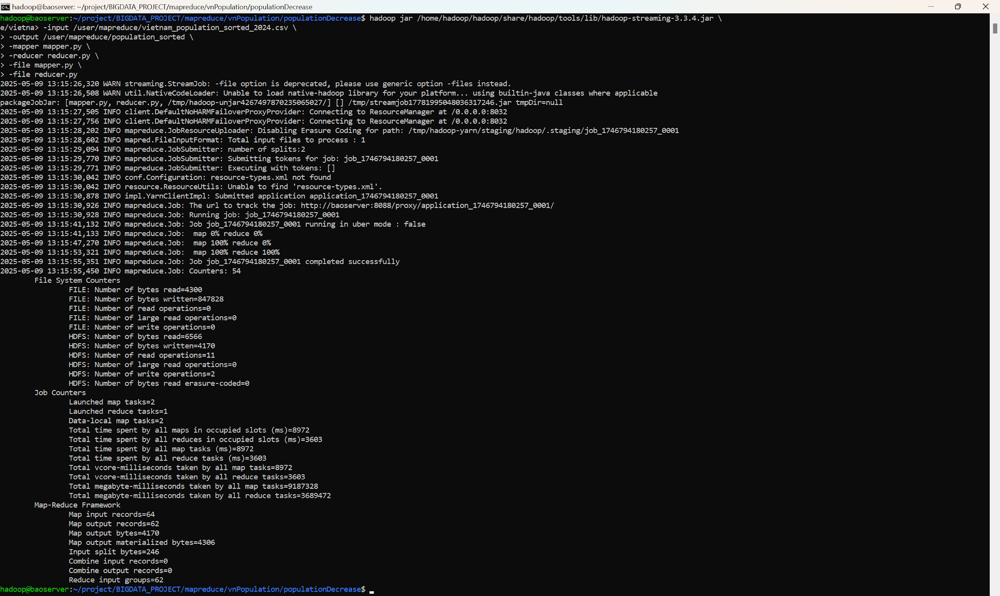 hadoop@baoserver: ~/project/BIGDATA_PROJECT/mapreduce/vnPopulation/populationDecrease
hadoop@baoserver:~/project/BIGDATA_PROJECT/mapreduce/vnPopulation/populationDecrease$ hadoop jar /home/hadoop/hadoop/share/hadoop/tools/lib/hadoop-streaming-3.3.4.jar \
e/vietna> -input /user/mapreduce/vietnam_population_sorted_2024.csv \
> -output /user/mapreduce/population_sorted \
> -mapper mapper.py \
> -reducer reducer.py \
> -file mapper.py \
> -file reducer.py
2025-05-09 13:15:26,320 WARN streaming.StreamJob: -file option is deprecated, please use generic option -files instead.
2025-05-09 13:15:26,508 WARN util.NativeCodeLoader: Unable to load native-hadoop library for your platform... using builtin-java classes where applicable
packageJobJar: [mapper.py, reducer.py, /tmp/hadoop-unjar4267497870235065027/] [] /tmp/streamjob17781995048036317246.jar tmpDir=null
2025-05-09 13:15:27,505 INFO client.DefaultNoHARMFailoverProxyProvider: Connecting to ResourceManager at /0.0.0.0:8032
2025-05-09 13:15:27,756 INFO client.DefaultNoHARMFailoverProxyProvider: Connecting to ResourceManager at /0.0.0.0:8032
2025-05-09 13:15:28,202 INFO mapreduce.JobResourceUploader: Disabling Erasure Coding for path: /tmp/hadoop-yarn/staging/hadoop/.staging/job_1746794180257_0001
2025-05-09 13:15:28,602 INFO mapred.FileInputFormat: Total input files to process : 1
2025-05-09 13:15:29,094 INFO mapreduce.JobSubmitter: number of splits:2
2025-05-09 13:15:29,770 INFO mapreduce.JobSubmitter: Submitting tokens for job: job_1746794180257_0001
2025-05-09 13:15:29,771 INFO mapreduce.JobSubmitter: Executing with tokens: []
2025-05-09 13:15:30,042 INFO conf.Configuration: resource-types.xml not found
2025-05-09 13:15:30,042 INFO resource.ResourceUtils: Unable to find 'resource-types.xml'.
2025-05-09 13:15:30,878 INFO impl.YarnClientImpl: Submitted application application_1746794180257_0001
2025-05-09 13:15:30,926 INFO mapreduce.Job: The url to track the job: http://baoserver:8088/proxy/application_1746794180257_0001/
2025-05-09 13:15:30,928 INFO mapreduce.Job: Running job: job_1746794180257_0001
2025-05-09 13:15:41,132 INFO mapreduce.Job: Job job_1746794180257_0001 running in uber mode : false
2025-05-09 13:15:41,133 INFO mapreduce.Job:  map 0% reduce 0%
2025-05-09 13:15:47,270 INFO mapreduce.Job:  map 100% reduce 0%
2025-05-09 13:15:53,321 INFO mapreduce.Job:  map 100% reduce 100%
2025-05-09 13:15:55,351 INFO mapreduce.Job: Job job_1746794180257_0001 completed successfully
2025-05-09 13:15:55,450 INFO mapreduce.Job: Counters: 54
File System Counters
FILE: Number of bytes read=4300
FILE: Number of bytes written=847828
FILE: Number of read operations=0
FILE: Number of large read operations=0
FILE: Number of write operations=0
HDFS: Number of bytes read=6566
HDFS: Number of bytes written=4170
HDFS: Number of read operations=11
HDFS: Number of large read operations=0
HDFS: Number of write operations=2
HDFS: Number of bytes read erasure-coded=0
Job Counters
Launched map tasks=2
Launched reduce tasks=1
Data-local map tasks=2
Total time spent by all maps in occupied slots (ms)=8972
Total time spent by all reduces in occupied slots (ms)=3603
Total time spent by all map tasks (ms)=8972
Total time spent by all reduce tasks (ms)=3603
Total vcore-milliseconds taken by all map tasks=8972
Total vcore-milliseconds taken by all reduce tasks=3603
Total megabyte-milliseconds taken by all map tasks=9187328
Total megabyte-milliseconds taken by all reduce tasks=3689472
Map-Reduce Framework
Map input records=64
Map output records=62
Map output bytes=4170
Map output materialized bytes=4306
Input split bytes=246
Combine input records=0
Combine output records=0
Reduce input groups=62
hadoop@baoserver:~/project/BIGDATA_PROJECT/mapreduce/vnPopulation/populationDecrease$